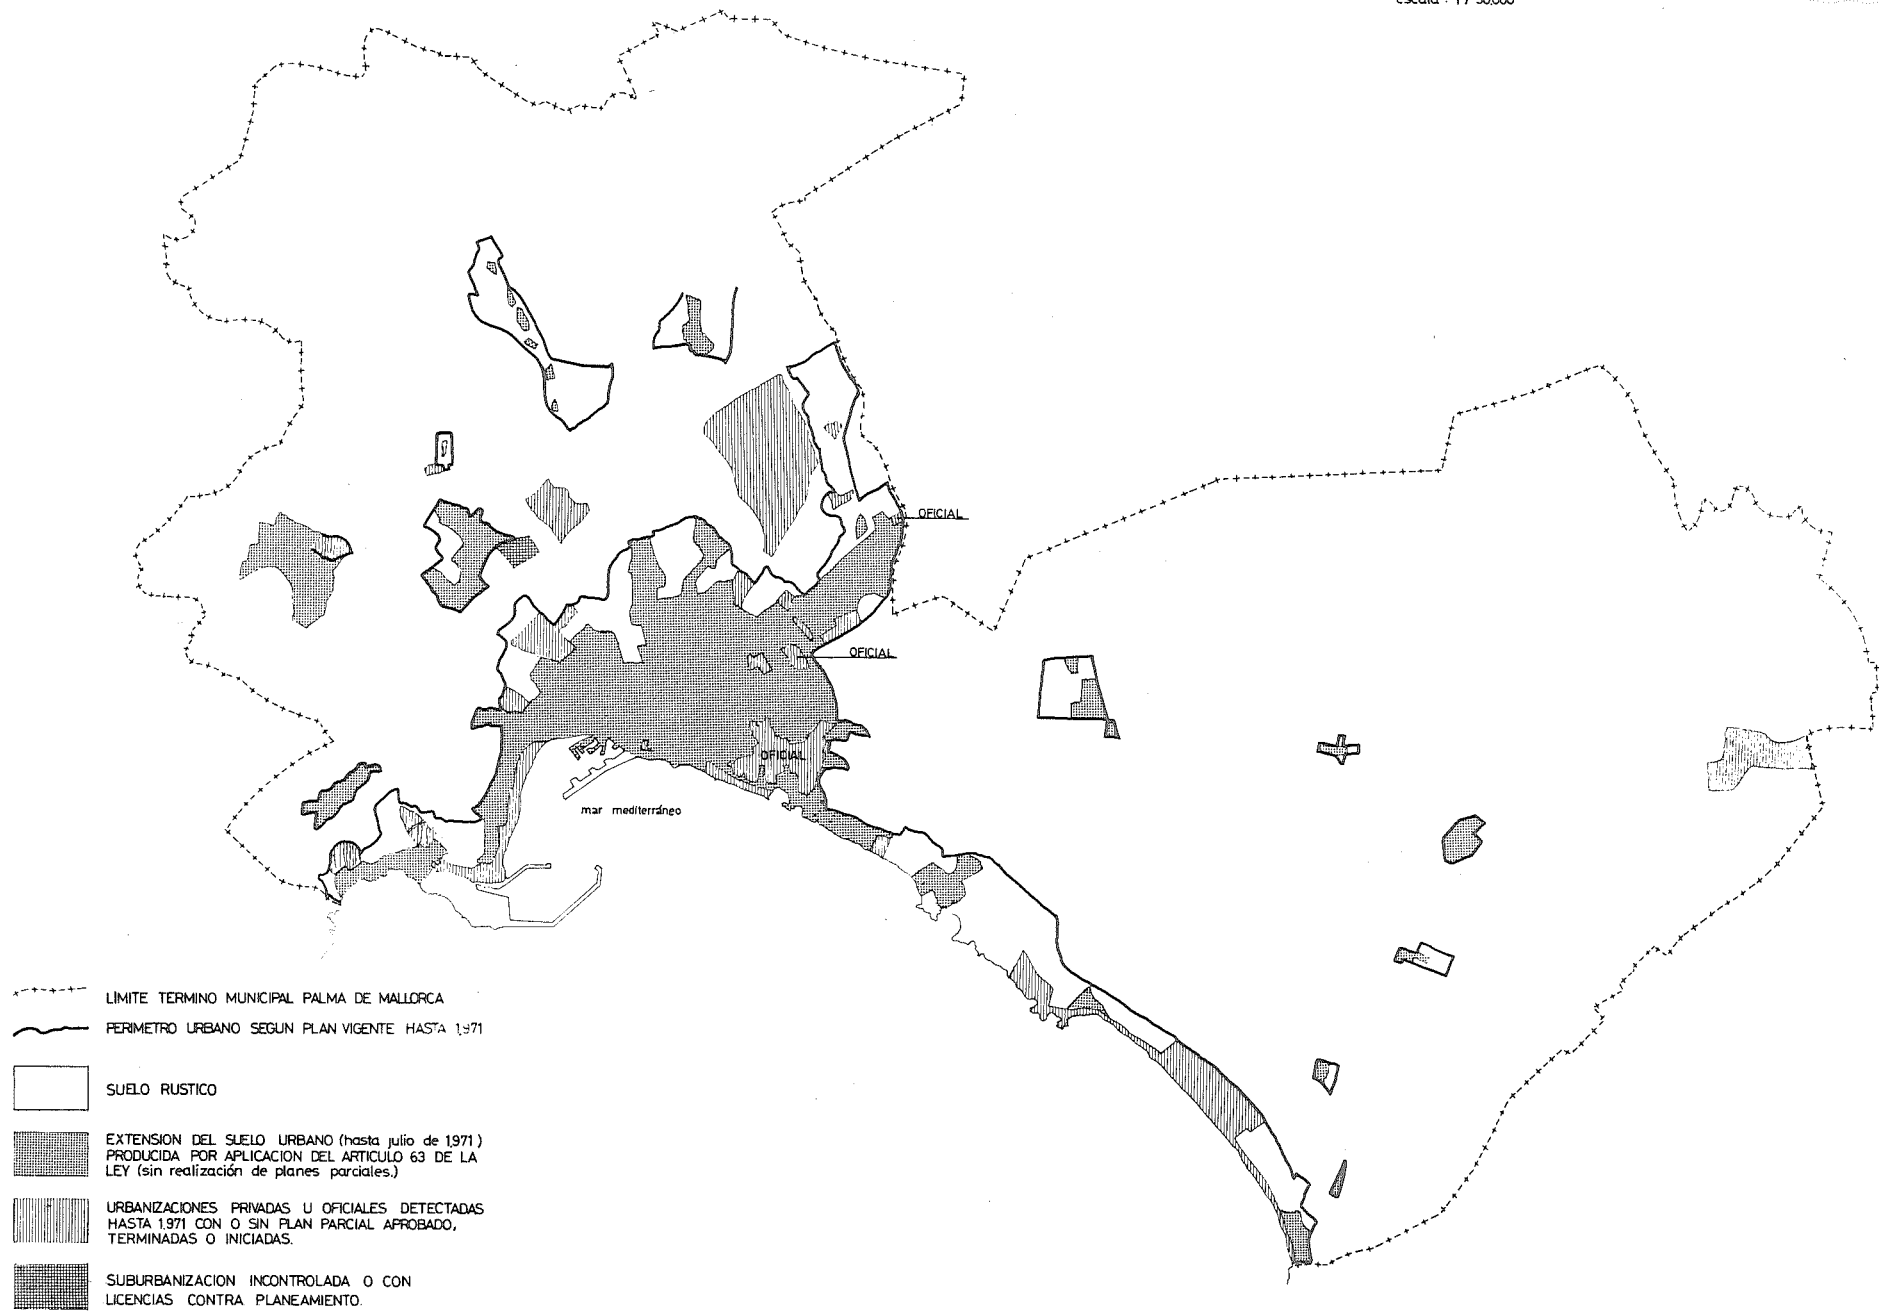 escala : 1 / 50.000
OFICIAL
OFICIAL
OFICIAL
mar mediterráneo
LÍMITE TERMINO MUNICIPAL PALMA DE MALLORCA
PERIMETRO URBANO SEGUN PLAN VIGENTE HASTA 1.971
SUELO RUSTICO
EXTENSION DEL SUELO URBANO (hasta julio de 1.971)
PRODUCIDA POR APLICACION DEL ARTICULO 63 DE LA
LEY (sin realización de planes parciales.)
URBANIZACIONES PRIVADAS U OFICIALES DETECTADAS
HASTA 1.971 CON O SIN PLAN PARCIAL APROBADO,
TERMINADAS O INICIADAS.
SUBURBANIZACION INCONTROLADA O CON
LICENCIAS CONTRA PLANEAMIENTO.